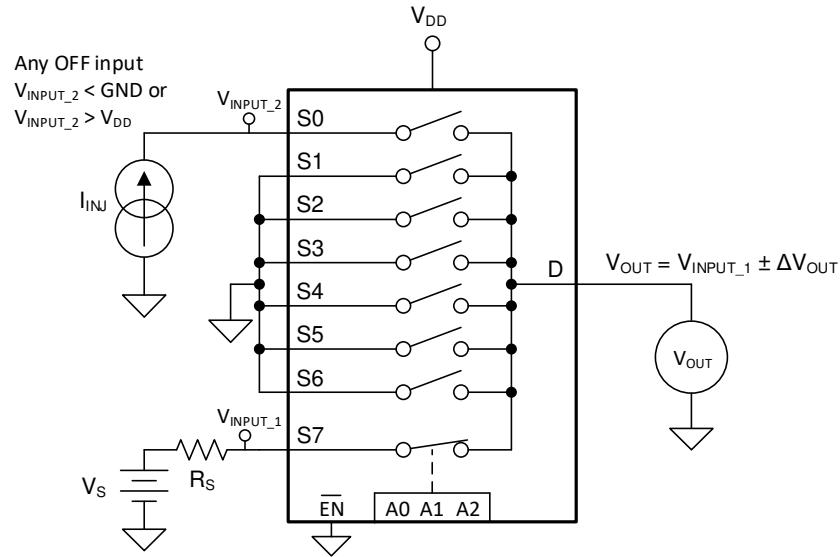 V_DD
Any OFF input
V_INPUT_2 < GND or
V_INPUT_2 > V_DD
V_INPUT_2
S0
S1
I_INJ
S2
S3
D
V_OUT = V_INPUT_1 ± ΔV_OUT
S4
S5
V_OUT
S6
V_INPUT_1
S7
V_S
R_S
E̅N̅
A0 A1 A2